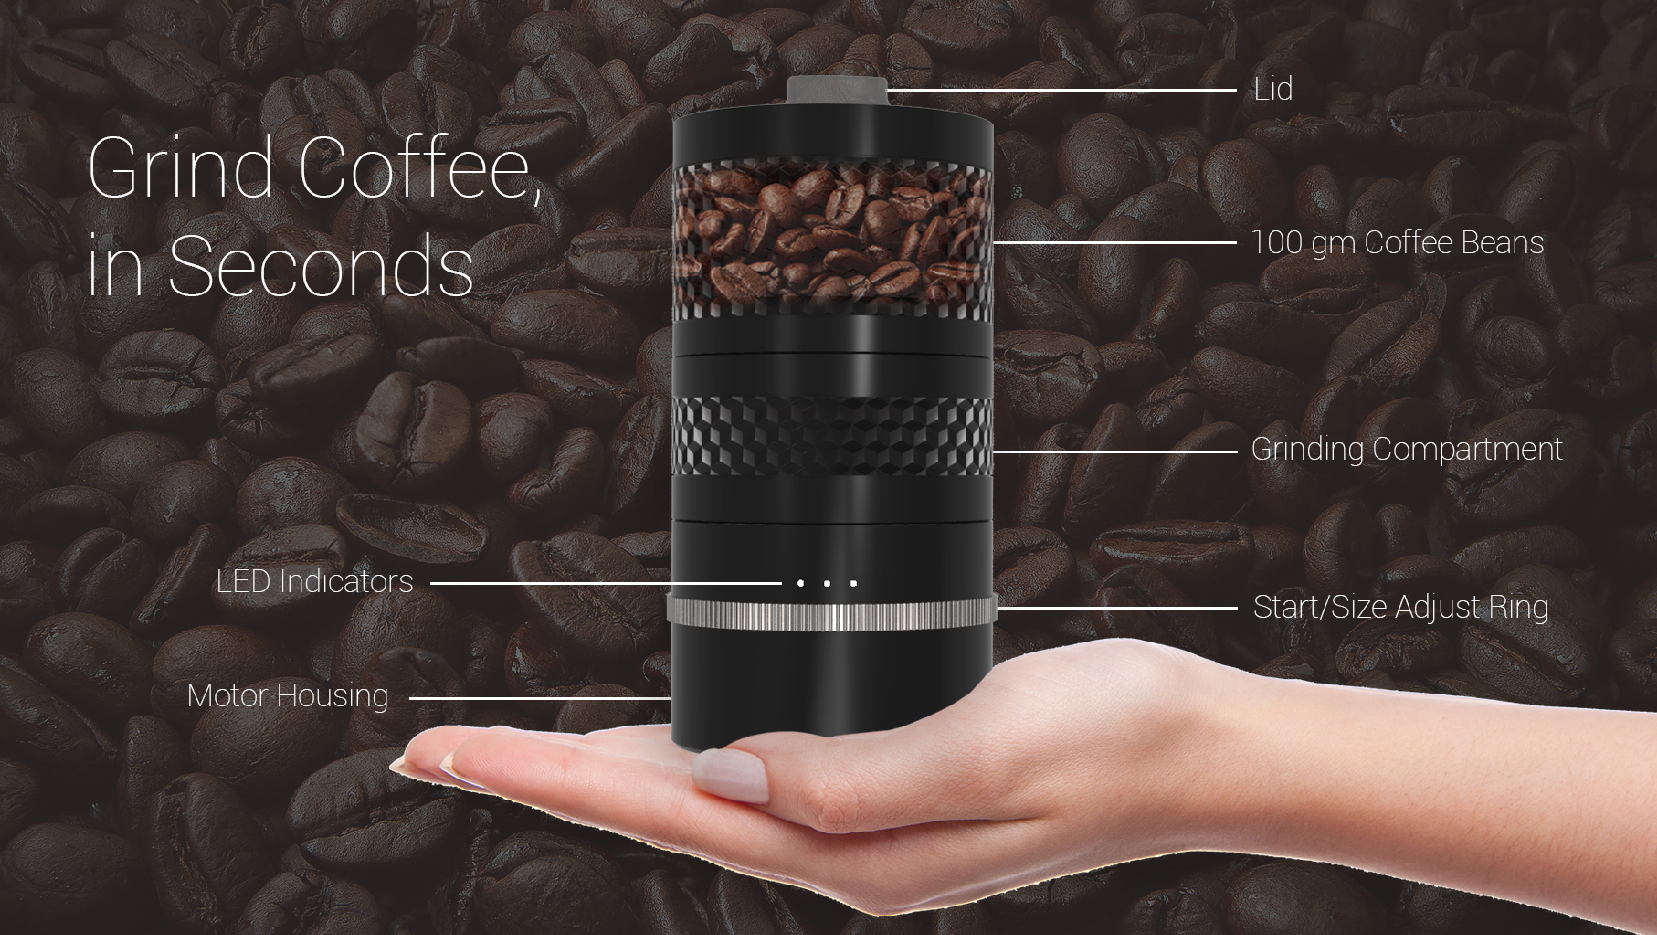 Grind Coffee,
in Seconds
Lid
100 gm Coffee Beans
Grinding Compartment
LED Indicators
Start/Size Adjust Ring
Motor Housing